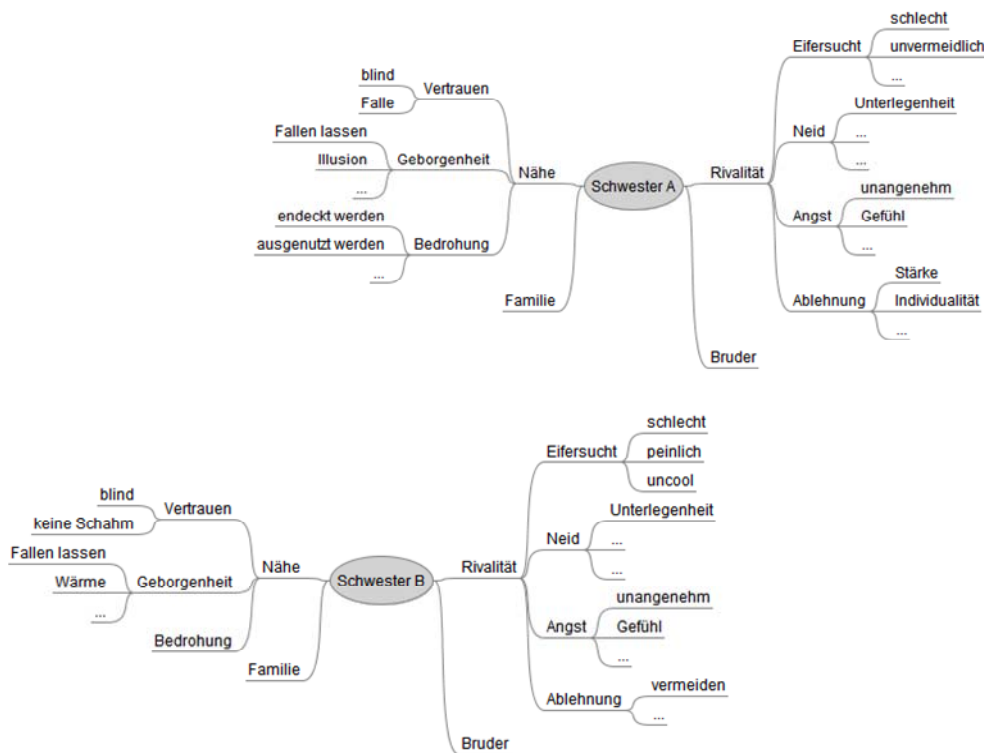 schlecht
Eifersucht
unvermeidlich
...
blind
Vertrauen
Falle
Unterlegenheit
Neid
...
...
Fallen lassen
Illusion
Geborgenheit
...
Nähe
Schwester A
Rivalität
unangenehm
Angst
Gefühl
...
endeckt werden
ausgenutzt werden
Bedrohung
...
Familie
Stärke
Ablehnung
Individualität
...
Bruder
schlecht
Eifersucht
peinlich
uncool
blind
Vertrauen
keine Schahm
Unterlegenheit
Neid
...
...
Fallen lassen
Wärme
Geborgenheit
...
Nähe
Schwester B
Rivalität
unangenehm
Angst
Gefühl
...
Bedrohung
Familie
vermeiden
Ablehnung
...
Bruder